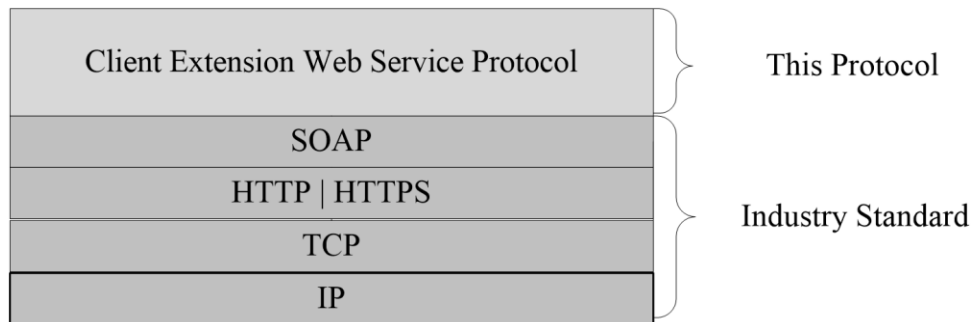 Client Extension Web Service Protocol
This Protocol
SOAP
HTTP | HTTPS
TCP
IP
Industry Standard